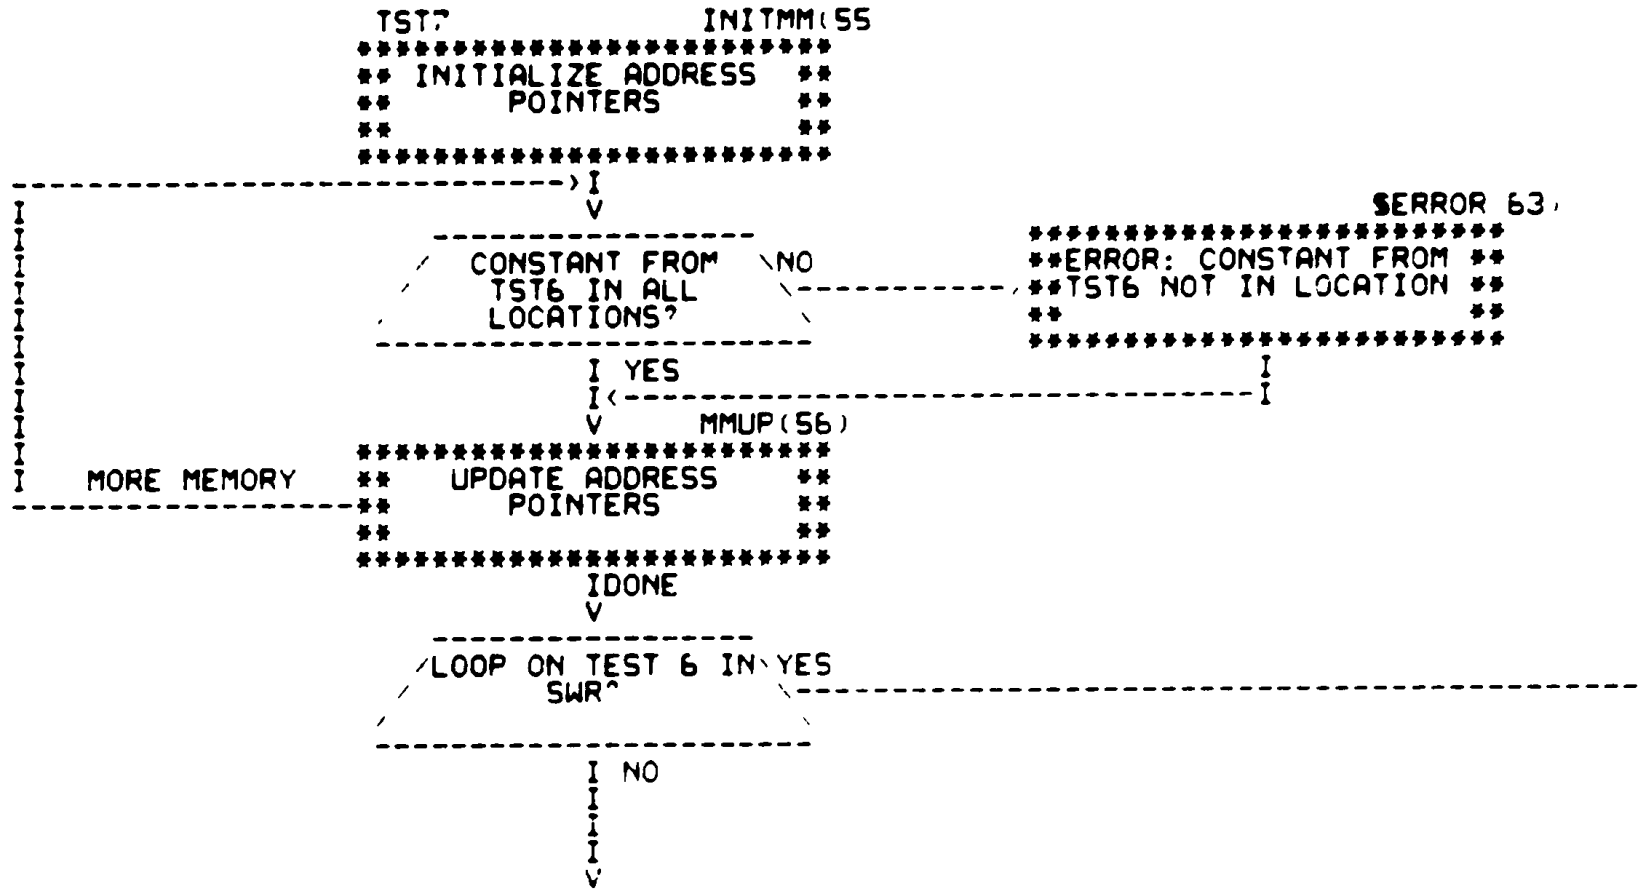 TST7 INITMM(55
INITIALIZE ADDRESS
POINTERS
$ERROR 63)
CONSTANT FROM NO
TST6 IN ALL
LOCATIONS?
ERROR: CONSTANT FROM
TST6 NOT IN LOCATION
YES
MMUP(56)
MORE MEMORY
UPDATE ADDRESS
POINTERS
DONE
LOOP ON TEST 6 IN YES
SWR^
NO